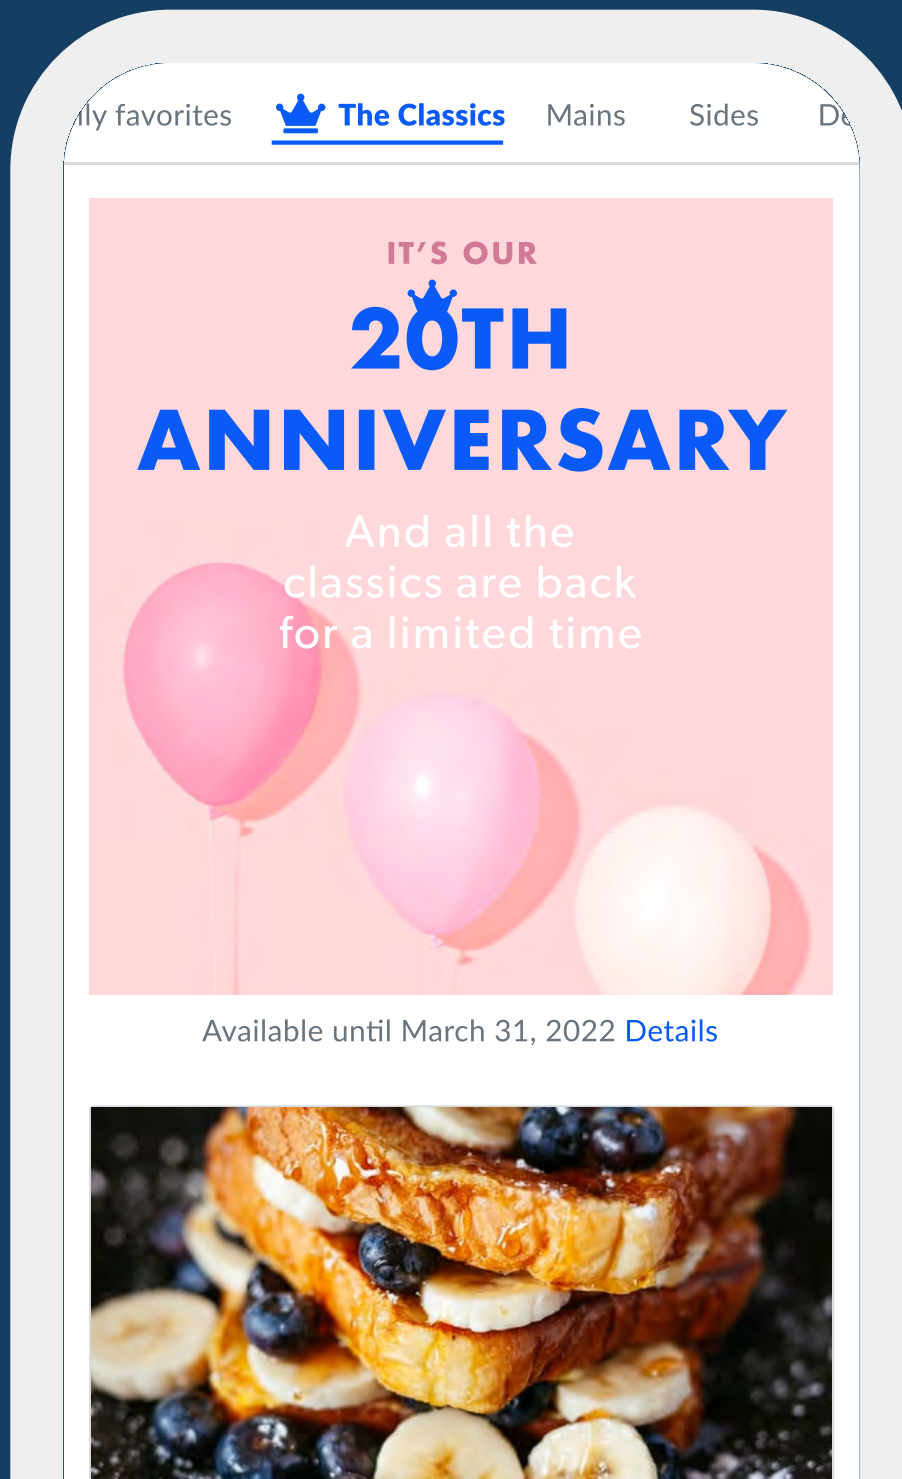 favorites
The Classics
Mains
Sides
IT'S OUR
20TH
ANNIVERSARY
And all the
classics are back
for a limited time
Available until March 31, 2022 Details